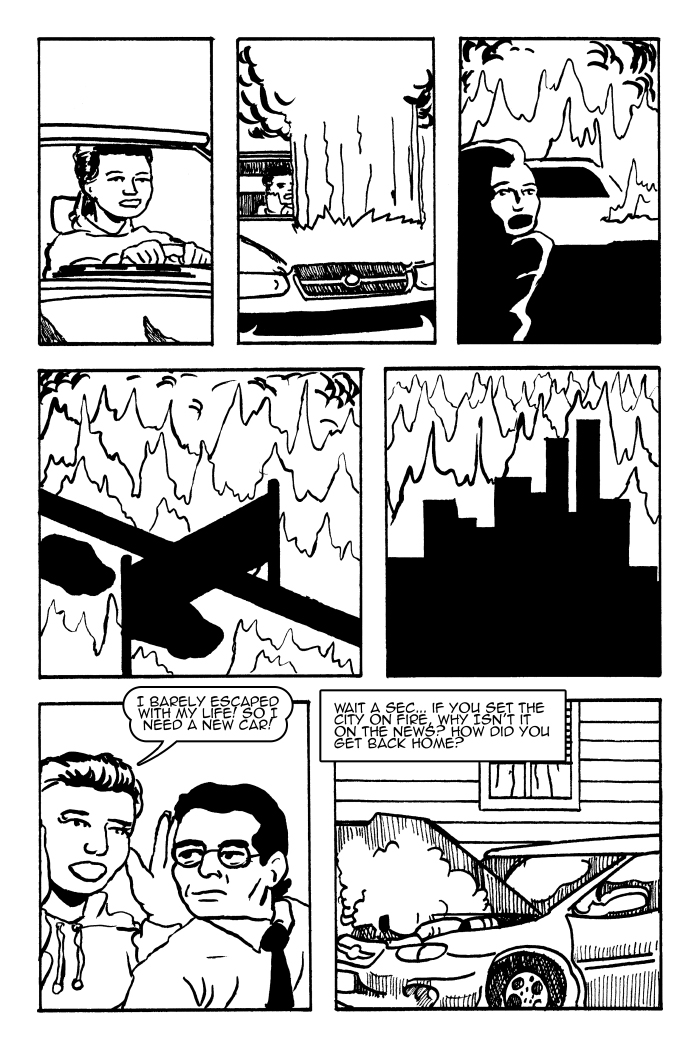 I BARELY ESCAPED
WITH MY LIFE! SO I
NEED A NEW CAR!
WAIT A SEC... IF YOU SET THE
CITY ON FIRE, WHY ISN'T IT
ON THE NEWS? HOW DID YOU
GET BACK HOME?